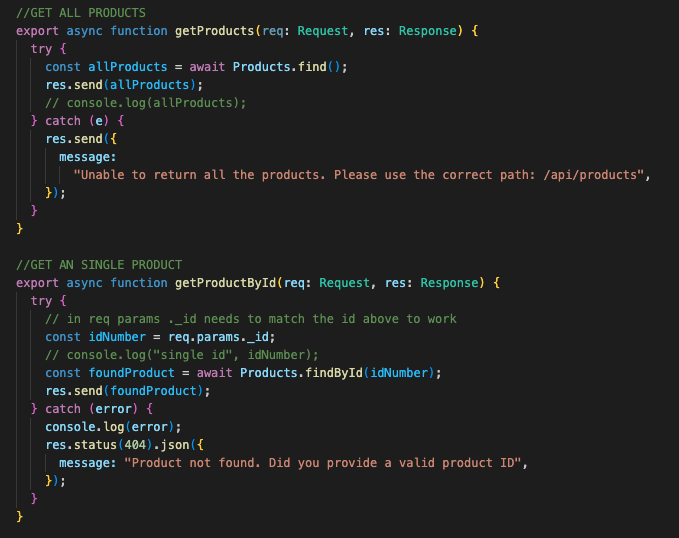 //GET ALL PRODUCTS
export async function getProducts(req: Request, res: Response) {
  try {
    const allProducts = await Products.find();
    res.send(allProducts);
    // console.log(allProducts);
  } catch (e) {
    res.send({
      message:
        "Unable to return all the products. Please use the correct path: /api/products",
    });
  }
}

//GET AN SINGLE PRODUCT
export async function getProductById(req: Request, res: Response) {
  try {
    // in req params ._id needs to match the id above to work
    const idNumber = req.params._id;
    // console.log("single id", idNumber);
    const foundProduct = await Products.findById(idNumber);
    res.send(foundProduct);
  } catch (error) {
    console.log(error);
    res.status(404).json({
      message: "Product not found. Did you provide a valid product ID",
    });
  }
}